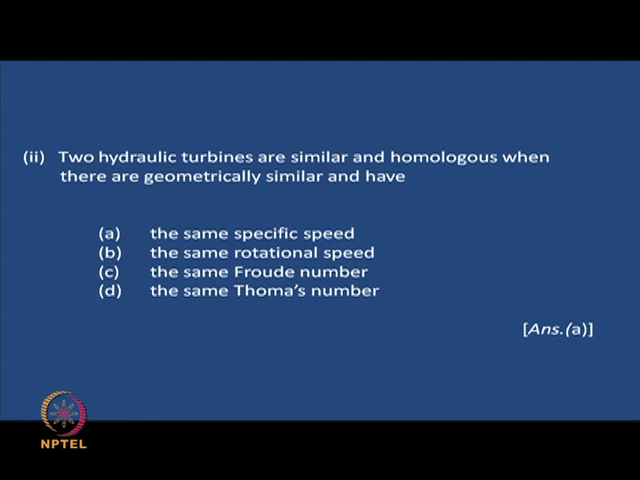 (ii) Two hydraulic turbines are similar and homologous when
there are geometrically similar and have
(a) the same specific speed
(b) the same rotational speed
(c) the same Froude number
(d) the same Thoma's number
[Ans.(a)]
NPTEL